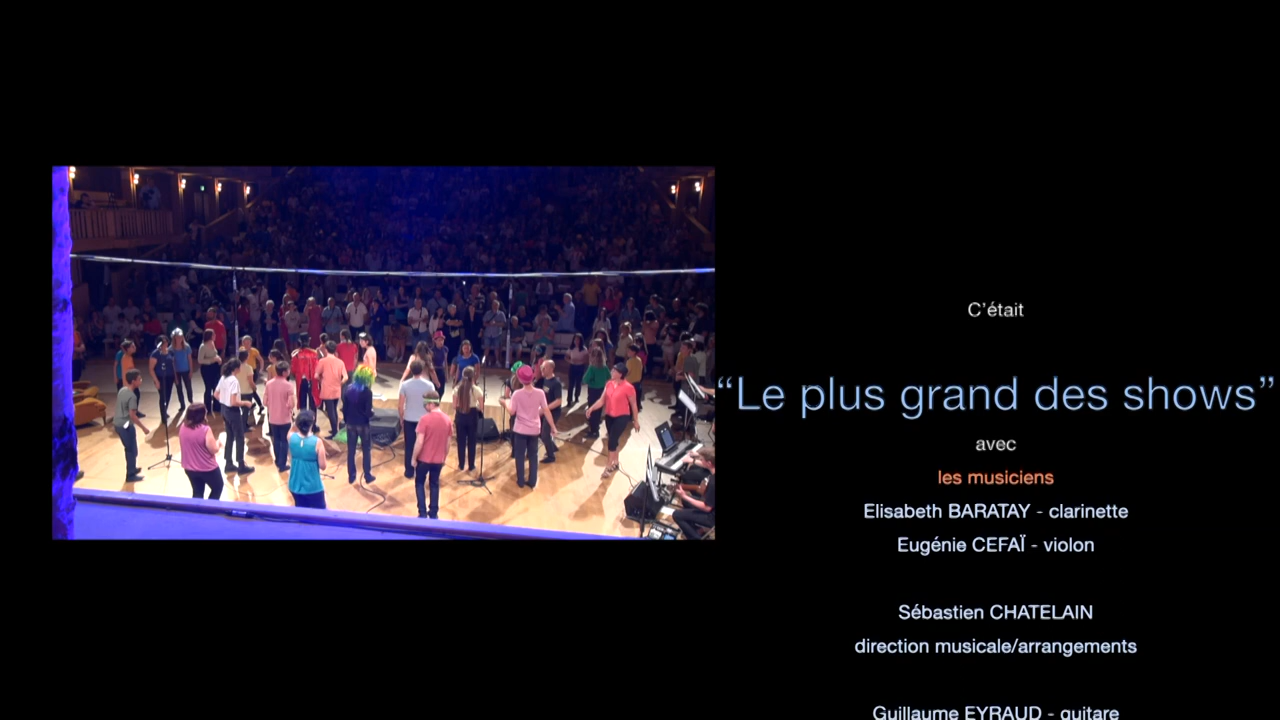 C’était
“Le plus grand des shows”
avec
les musiciens
Elisabeth BARATAY - clarinette
Eugénie CEFAÏ - violon
Sébastien CHATELAIN
direction musicale/arrangements
Guillaume EYRAUD - guitare